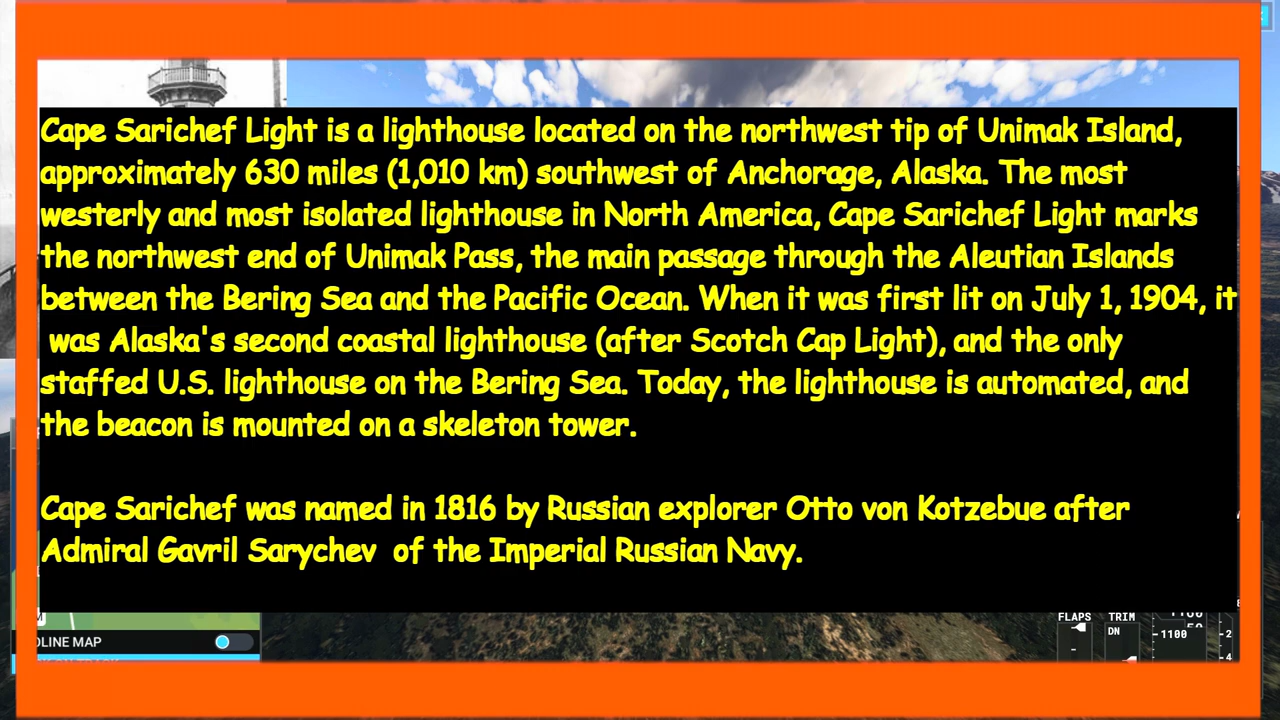 Cape Sarichef Light is a lighthouse located on the northwest tip of Unimak Island,
approximately 630 miles (1,010 km) southwest of Anchorage, Alaska. The most
westerly and most isolated lighthouse in North America, Cape Sarichef Light marks
the northwest end of Unimak Pass, the main passage through the Aleutian Islands
between the Bering Sea and the Pacific Ocean. When it was first lit on July 1, 1904, it
was Alaska's second coastal lighthouse (after Scotch Cap Light), and the only
staffed U.S. lighthouse on the Bering Sea. Today, the lighthouse is automated, and
the beacon is mounted on a skeleton tower.
Cape Sarichef was named in 1816 by Russian explorer Otto von Kotzebue after
Admiral Gavril Sarychev of the Imperial Russian Navy.
FLAPS TRIM
DN
1100
2
4
OLINE MAP